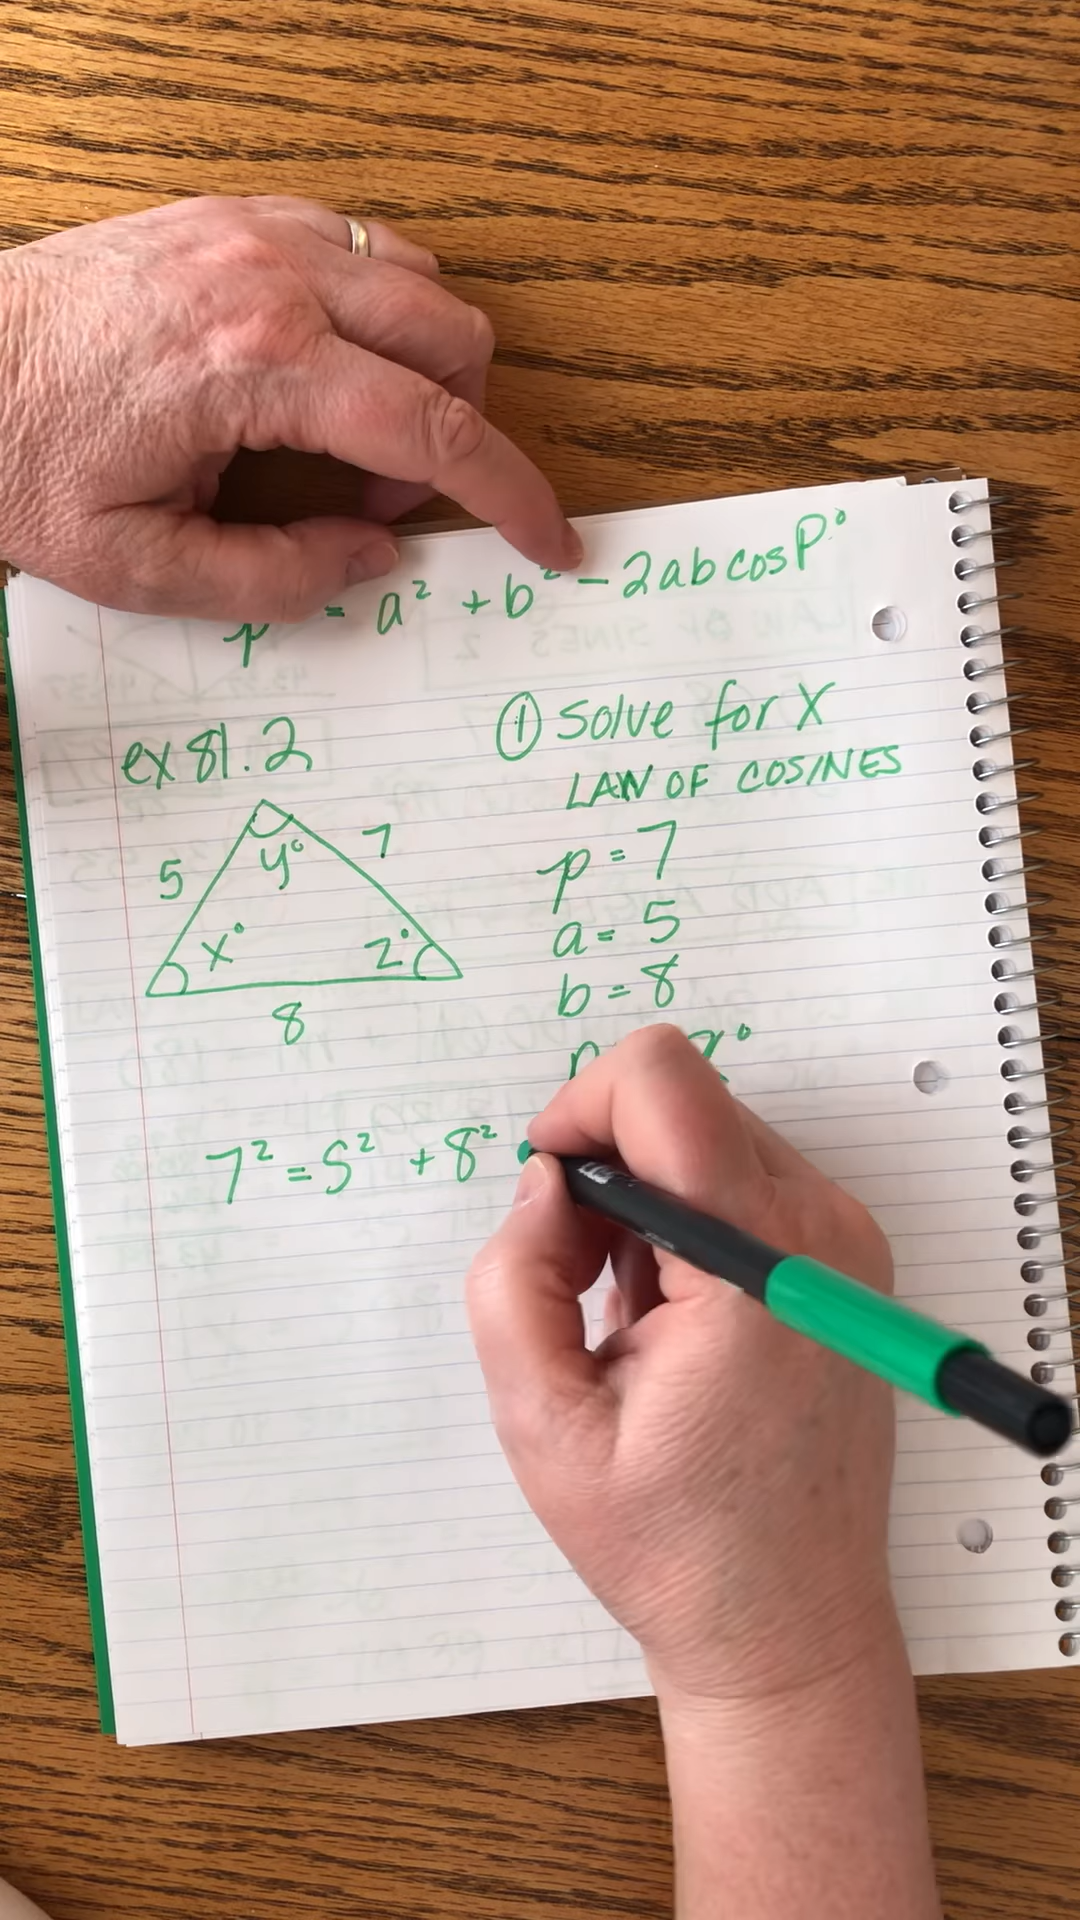 p = a² + b² - 2ab cos P°
ex 81.2
① Solve for X
LAW OF COSINES
5
7
y°
x°
z°
8
p = 7
a = 5
b = 8
7² = 5² + 8²